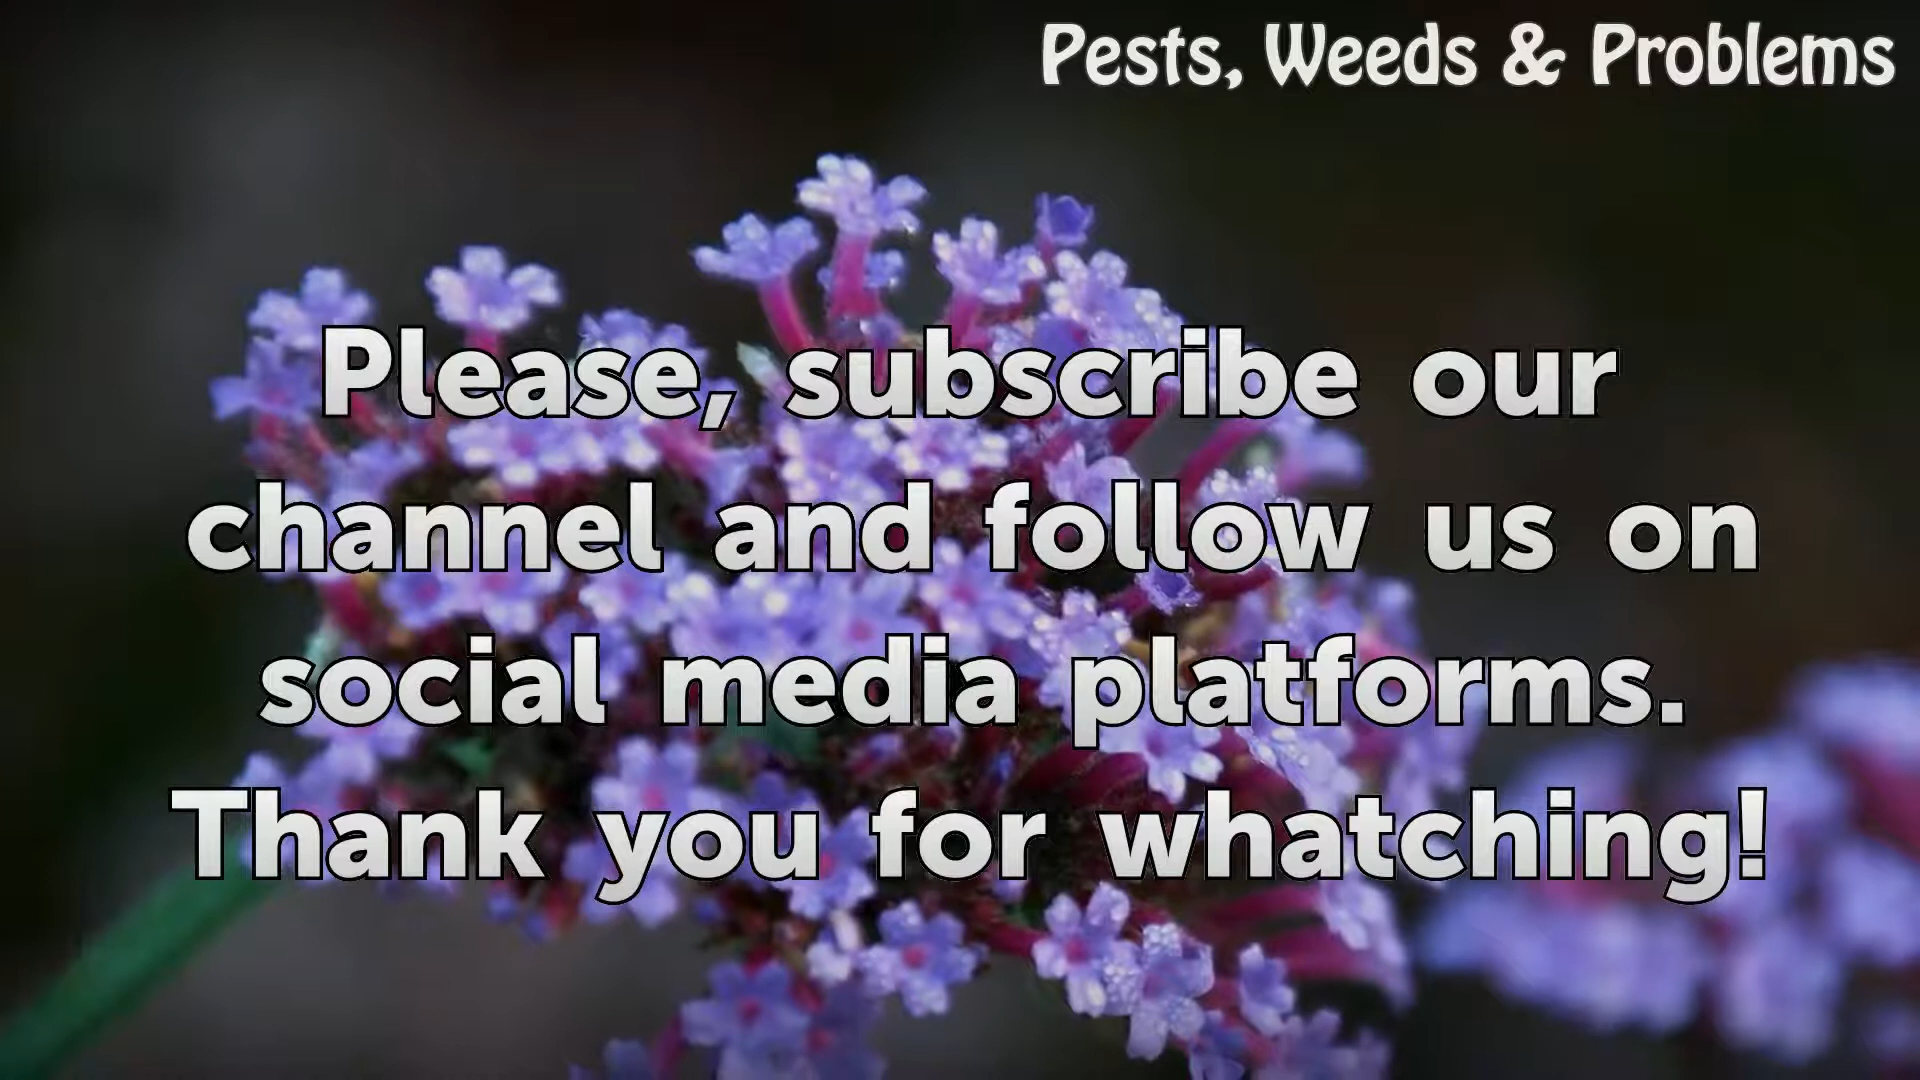 Pests, Weeds & Problems
Please, subscribe our
channel and follow us on
social media platforms.
Thank you for whatching!